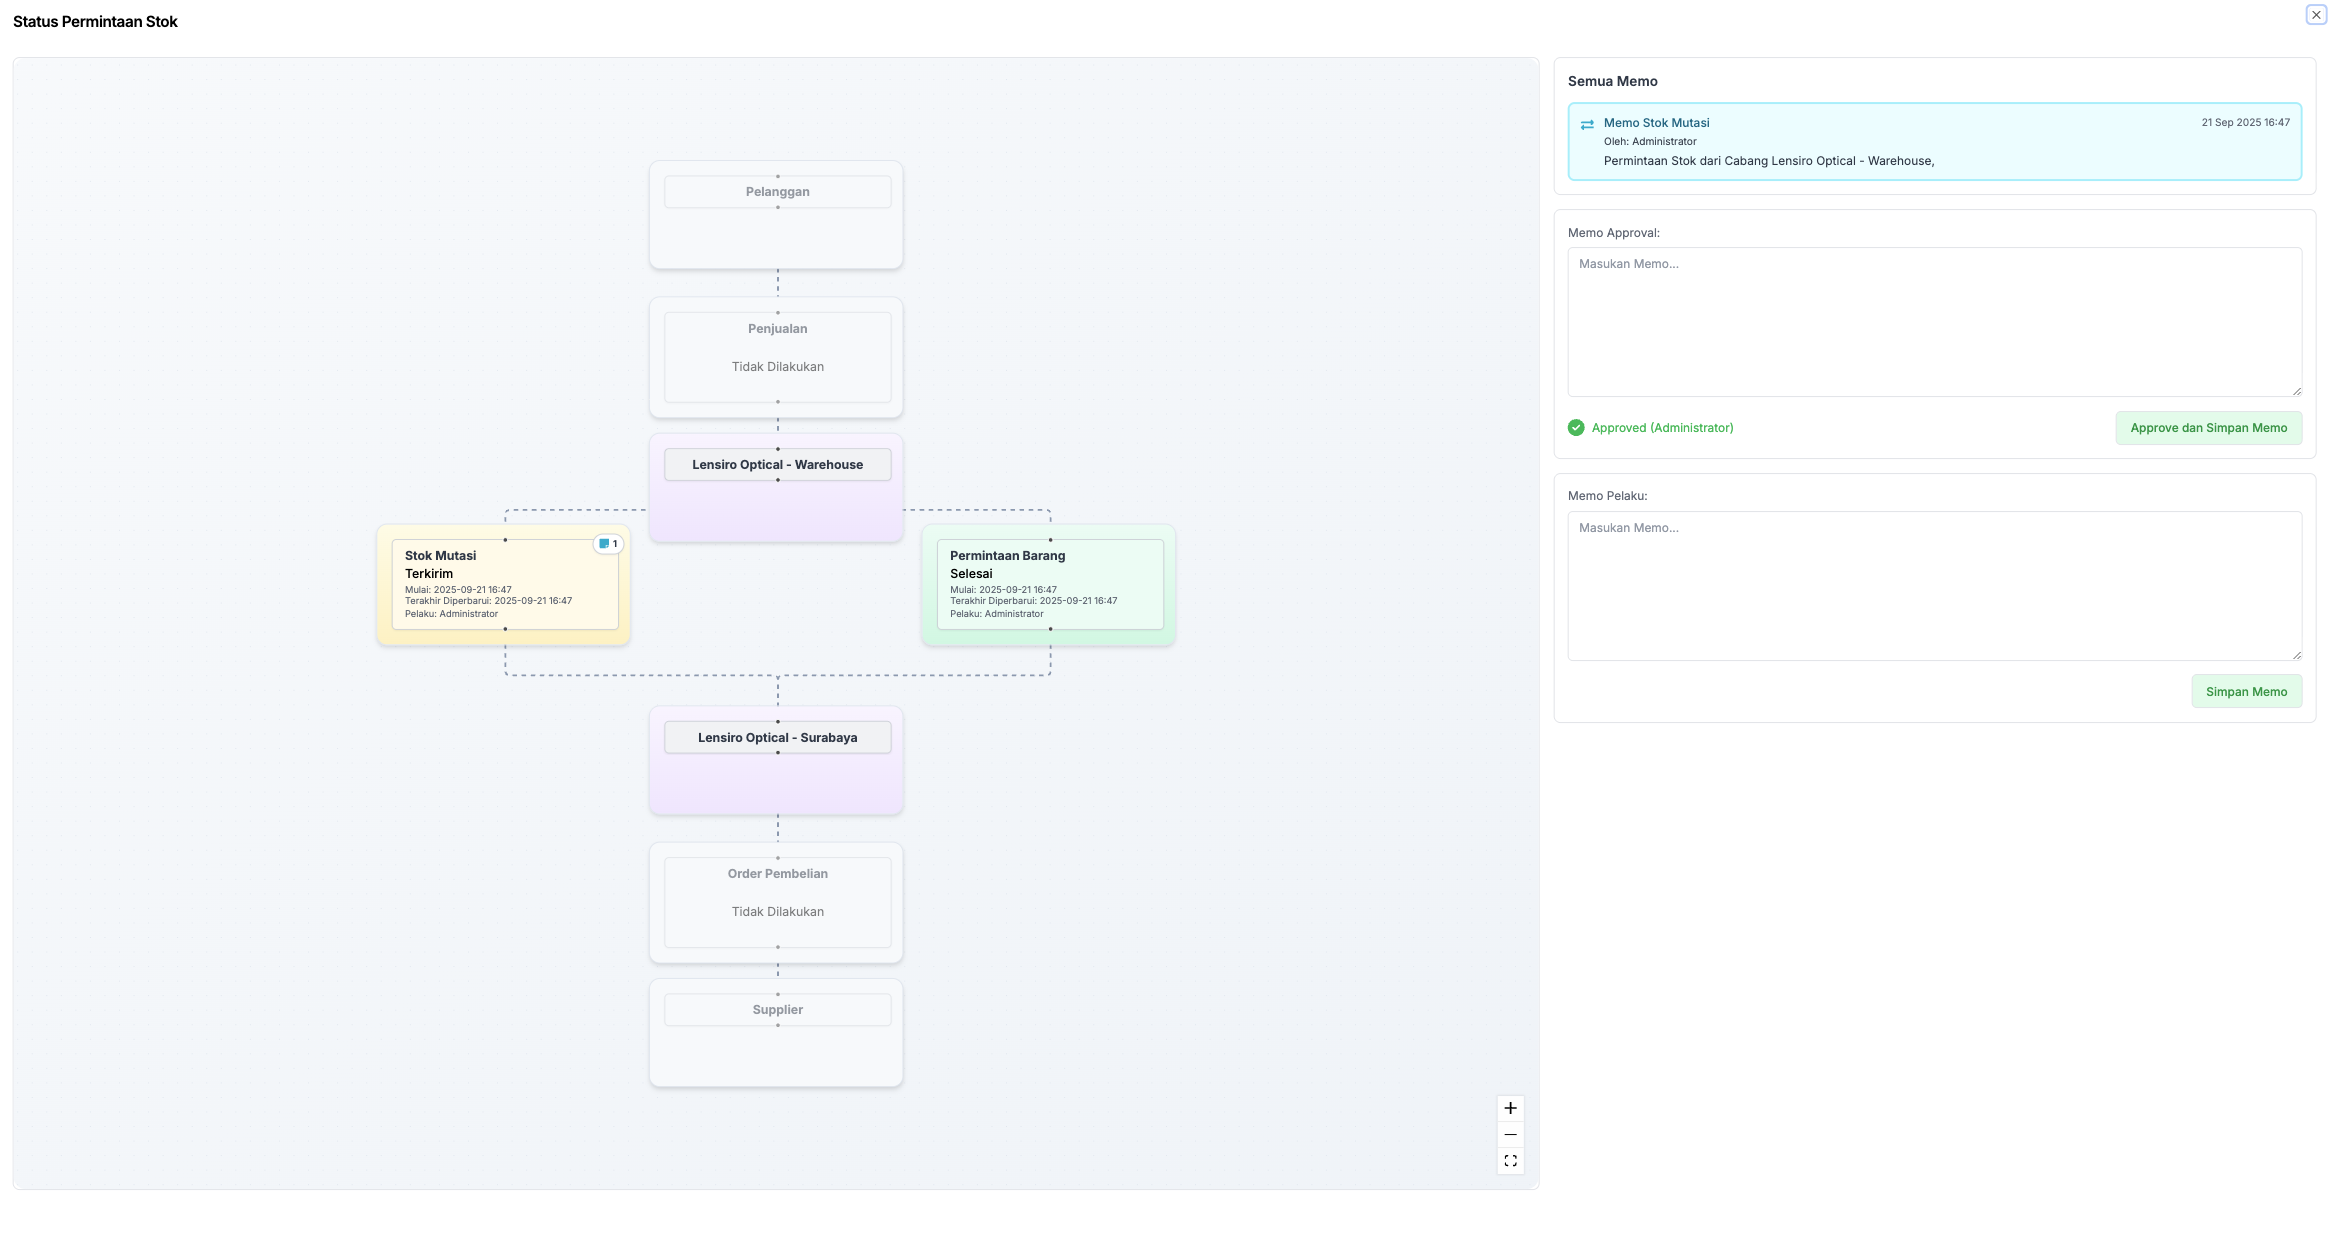 Status Permintaan Stok
Pelanggan
Penjualan
Tidak Dilakukan
Lensiro Optical - Warehouse
Stok Mutasi
1
Terkirim
Mulai: 2025-09-21 16:47
Terakhir Diperbarui: 2025-09-21 16:47
Pelaku: Administrator
Permintaan Barang
Selesai
Mulai: 2025-09-21 16:47
Terakhir Diperbarui: 2025-09-21 16:47
Pelaku: Administrator
Lensiro Optical - Surabaya
Order Pembelian
Tidak Dilakukan
Supplier
Semua Memo
Memo Stok Mutasi
21 Sep 2025 16:47
Oleh: Administrator
Permintaan Stok dari Cabang Lensiro Optical - Warehouse,
Memo Approval:
Masukan Memo...
Approved (Administrator)
Approve dan Simpan Memo
Memo Pelaku:
Masukan Memo...
Simpan Memo